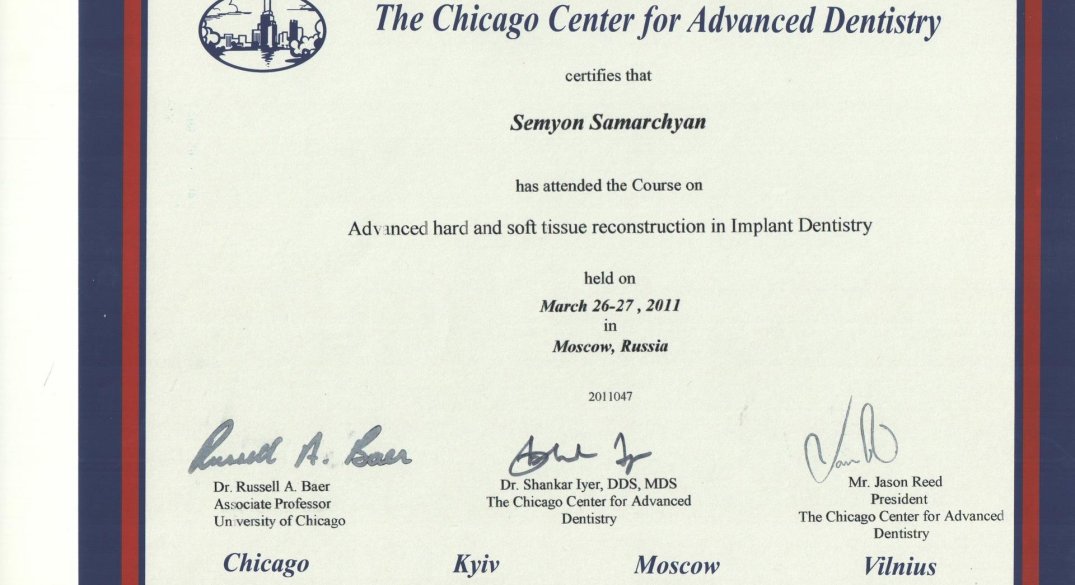 The Chicago Center for Advanced Dentistry
certifies that
Semyon Samarchyan
has attended the Course on
Advanced hard and soft tissue reconstruction in Implant Dentistry
held on
March 26-27 , 2011
in
Moscow, Russia
2011047
Russell A. Baer
Dr. Russell A. Baer
Associate Professor
University of Chicago
Dr. Shankar Iyer, DDS, MDS
The Chicago Center for Advanced
Dentistry
Mr. Jason Reed
President
The Chicago Center for Advanced
Dentistry
Chicago Kyiv Moscow Vilnius